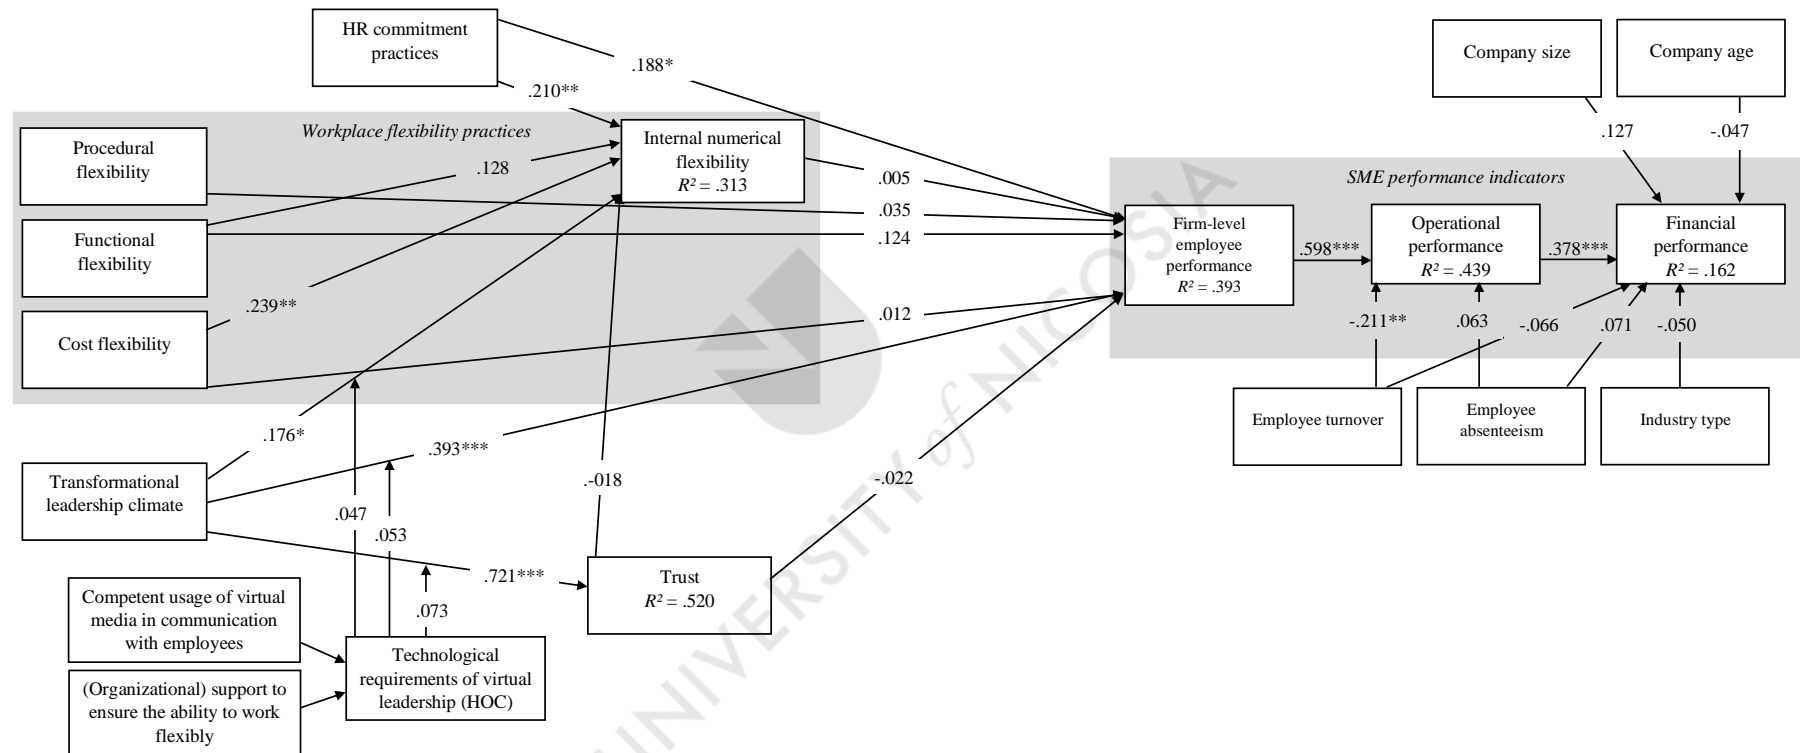 HR commitment
practices
Company size
Company age
.188*
.210**
Workplace flexibility practices
Procedural
flexibility
Internal numerical
flexibility
R² = .313
.127
-.047
.128
.005
SME performance indicators
Functional
flexibility
.035
.124
Firm-level
employee
performance
R² = .393
.598***
Operational
performance
R² = .439
.378***
Financial
performance
R² = .162
Cost flexibility
.239**
.012
-.211**
.063
-.066
.071
-.050
.176*
.393***
Employee turnover
Employee
absenteeism
Industry type
Transformational
leadership climate
.-018
-.022
.047
.053
.721***
Trust
R² = .520
.073
Competent usage of virtual
media in communication
with employees
Technological
requirements of virtual
leadership (HOC)
(Organizational) support to
ensure the ability to work
flexibly
UNIVERSITY of NICOSIA